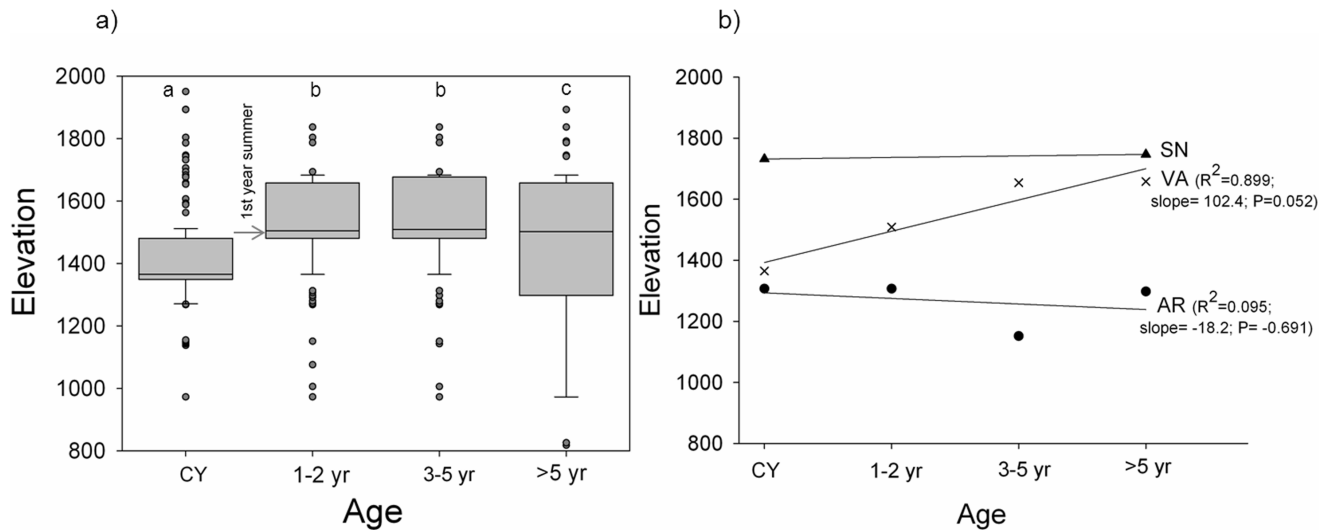 a)
2000
1800
1600
1400
1200
1000
800
Elevation
a
b
b
c
1st year summer
CY
1-2 yr
3-5 yr
>5 yr
Age
b)
2000
1800
1600
1400
1200
1000
800
Elevation
SN
VA (R²=0.899;
slope= 102.4; P=0.052)
AR (R²=0.095;
slope= -18.2; P= -0.691)
CY
1-2 yr
3-5 yr
>5 yr
Age